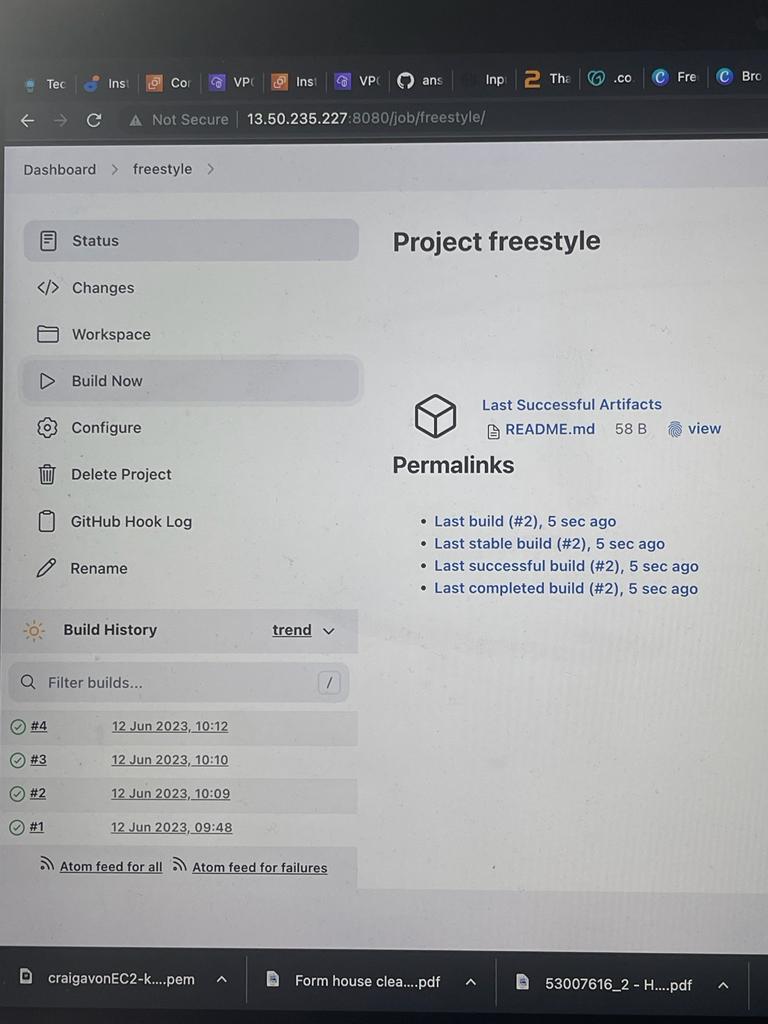 Tec Inst Cor VPC Inst VPC ans Inp Tha .co Fre Bro
Not Secure 13.50.235.227:8080/job/freestyle/
Dashboard freestyle
Status
Changes
Workspace
Build Now
Configure
Delete Project
GitHub Hook Log
Rename
Build History trend
Filter builds... /
#4 12 Jun 2023, 10:12
#3 12 Jun 2023, 10:10
#2 12 Jun 2023, 10:09
#1 12 Jun 2023, 09:48
Atom feed for all Atom feed for failures
Project freestyle
Last Successful Artifacts
README.md 58 B view
Permalinks
• Last build (#2), 5 sec ago
• Last stable build (#2), 5 sec ago
• Last successful build (#2), 5 sec ago
• Last completed build (#2), 5 sec ago
craigavonEC2-k....pem Form house clea....pdf 53007616_2 - H....pdf